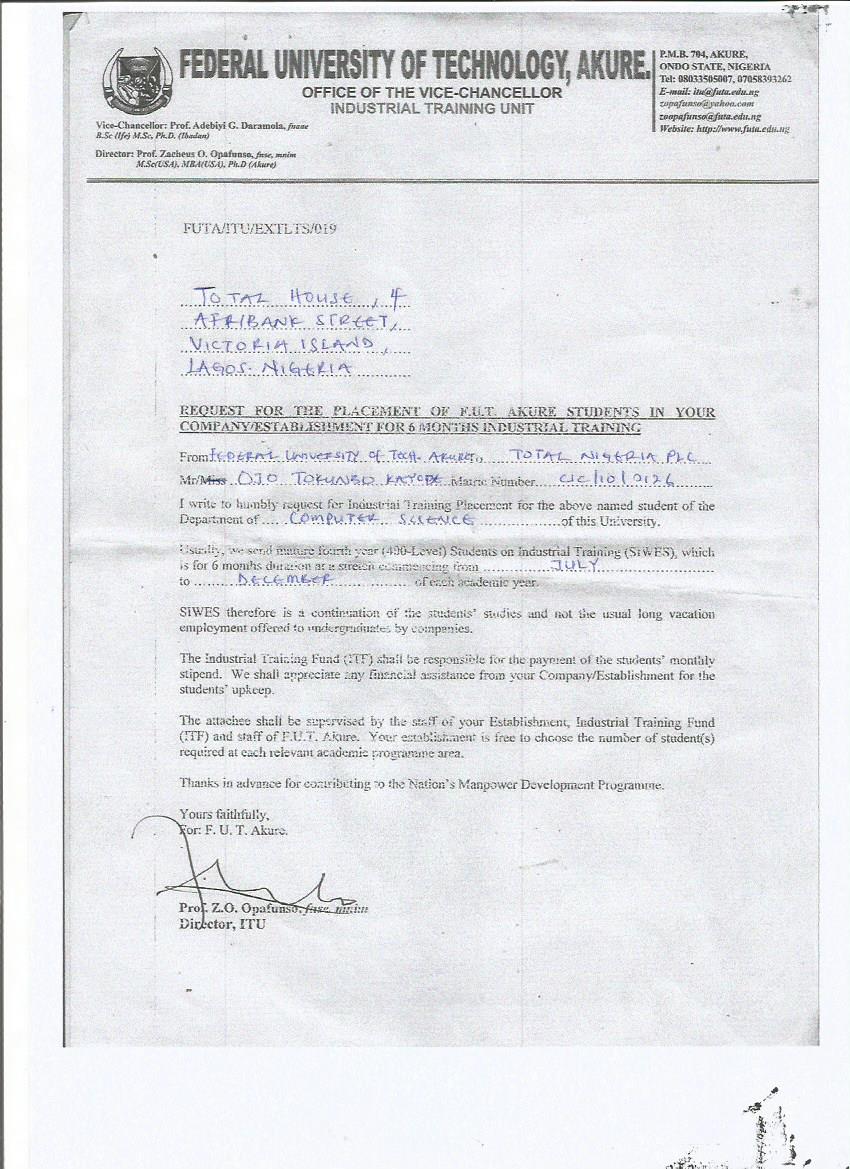 FEDERAL UNIVERSITY OF TECHNOLOGY, AKURE.
OFFICE OF THE VICE-CHANCELLOR
INDUSTRIAL TRAINING UNIT
P.M.B. 704, AKURE,
ONDO STATE, NIGERIA
Tel: 08033505007, 07058393262
E-mail: itu@futa.edu.ng
zopafunso@yahoo.com
zoopafunso@futa.edu.ng
Website: http://www.futa.edu.ng
Vice-Chancellor: Prof. Adebiyi G. Daramola, fnaae
B.Sc (Ife) M.Sc, Ph.D. (Ibadan)
Director: Prof. Zacheus O. Opafunso, fnse, mnim
M.Sc(USA), MBA(USA), Ph.D (Akure)
FUTA/ITU/EXTLTS/019
TOTAL HOUSE, 4
AFRIBANK STREET,
VICTORIA ISLAND,
LAGOS. NIGERIA
REQUEST FOR THE PLACEMENT OF F.U.T. AKURE STUDENTS IN YOUR
COMPANY/ESTABLISHMENT FOR 6 MONTHS INDUSTRIAL TRAINING
From FEDERAL UNIVERSITY OF TECH. AKURE TO TOTAL NIGERIA PLC
Mr/Miss OJO TOKUNBO KAYODE Matric Number
I write to humbly request for Industrial Training Placement for the above named student of the
Department of COMPUTER of this University.
Usually, we send mature fourth year (400-Level) Students on Industrial Training (SIWES), which
is for 6 months duration at a stretch commencing from JULY
to DECEMBER of each academic year.
SIWES therefore is a continuation of the students' studies and not the usual long vacation
employment offered to undergraduates by companies.
The Industrial Training Fund (ITF) shall be responsible for the payment of the students' monthly
stipend. We shall appreciate any financial assistance from your Company/Establishment for the
students' upkeep.
The attachee shall be supervised by the staff of your Establishment, Industrial Training Fund
(ITF) and staff of F.U.T. Akure. Your establishment is free to choose the number of student(s)
required at each relevant academic programme area.
Thanks in advance for contributing to the Nation's Manpower Development Programme.
Yours faithfully,
For: F. U. T. Akure.
Prof. Z.O. Opafunso, fnse, mnim
Director, ITU